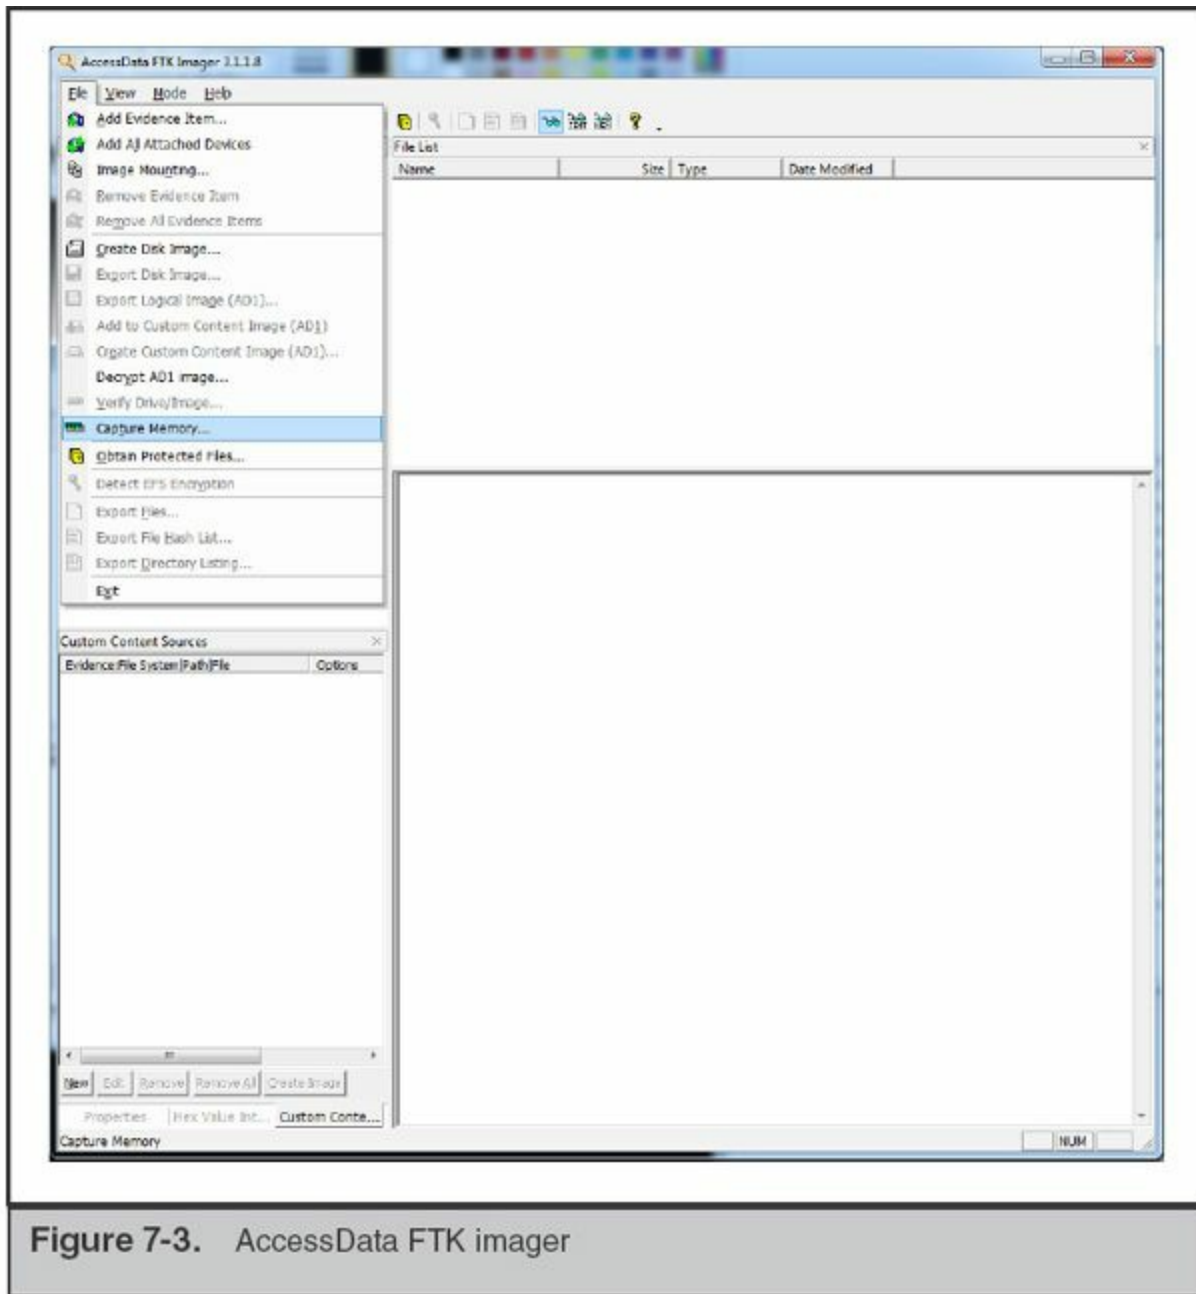 AccessData FTK Imager 3.1.1.8
File View Mode Help
Add Evidence Item...
Add All Attached Devices
Image Mounting...
Remove Evidence Item
Remove All Evidence Items
Create Disk Image...
Export Disk Image...
Export Logical Image (AD1)...
Add to Custom Content Image (AD1)
Create Custom Content Image (AD1)...
Decrypt AD1 image...
Verify Drive/Image...
Capture Memory...
Obtain Protected Files...
Detect EFS Encryption
Export Files...
Export File Hash List...
Export Directory Listing...
Exit
File List
Name Size Type Date Modified
Custom Content Sources
Evidence:File System|Path|File Options
New Edit Remove Remove All Create Image
Properties Hex Value Int... Custom Conte...
Capture Memory
NUM
Figure 7-3. AccessData FTK imager